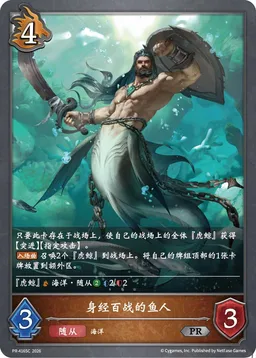 4
只要此卡存在于战场上，使自己的战场上的全体『虎鲸』获得
【突进】【指定攻击】。
入场曲 召唤2个『虎鲸』到战场上。将自己的牌组顶部的1张卡
牌放置到额外区。
『虎鲸』 海洋・随从 2 2/2
身经百战的鱼人
3
随从 海洋
PR
3
© Cygames, Inc. Published by NetEase Games